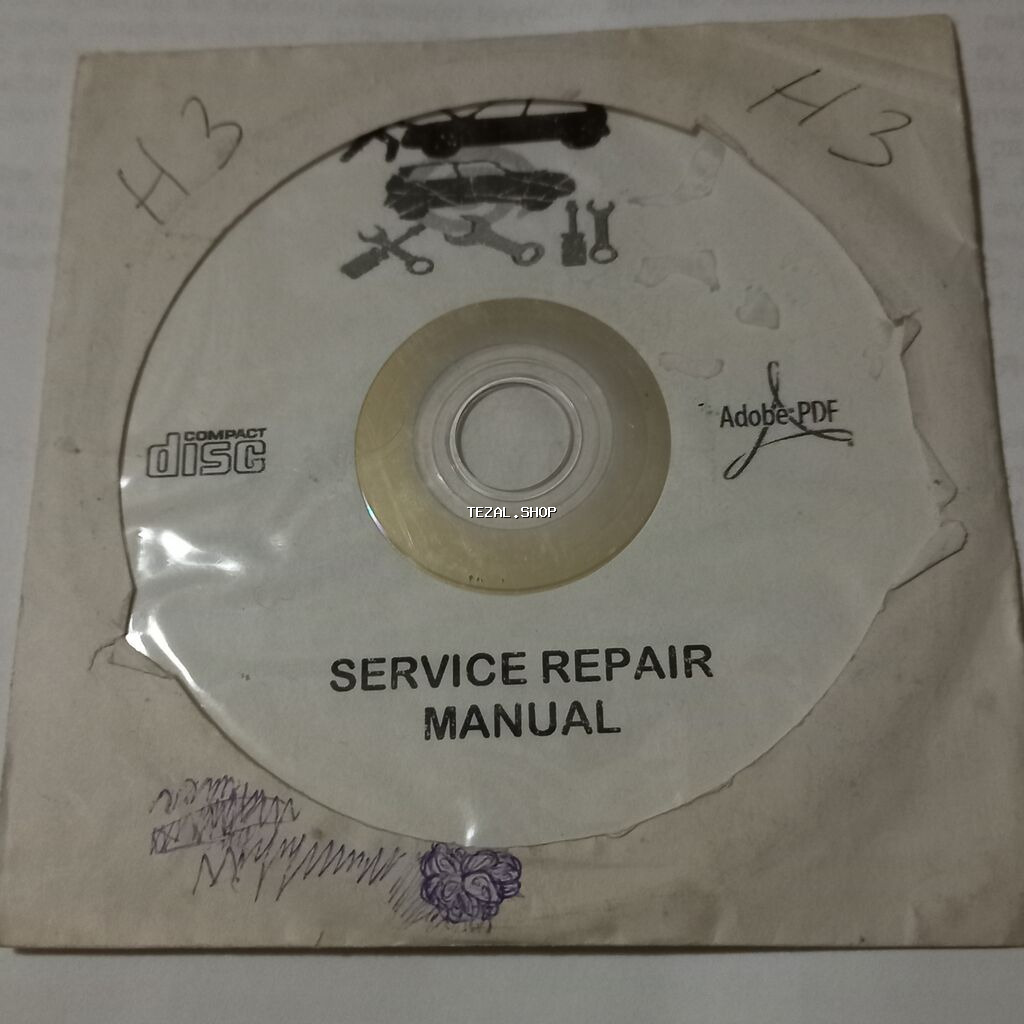 H3
H3
COMPACT
disc
Adobe PDF
TEZAL.SHOP
SERVICE REPAIR
MANUAL